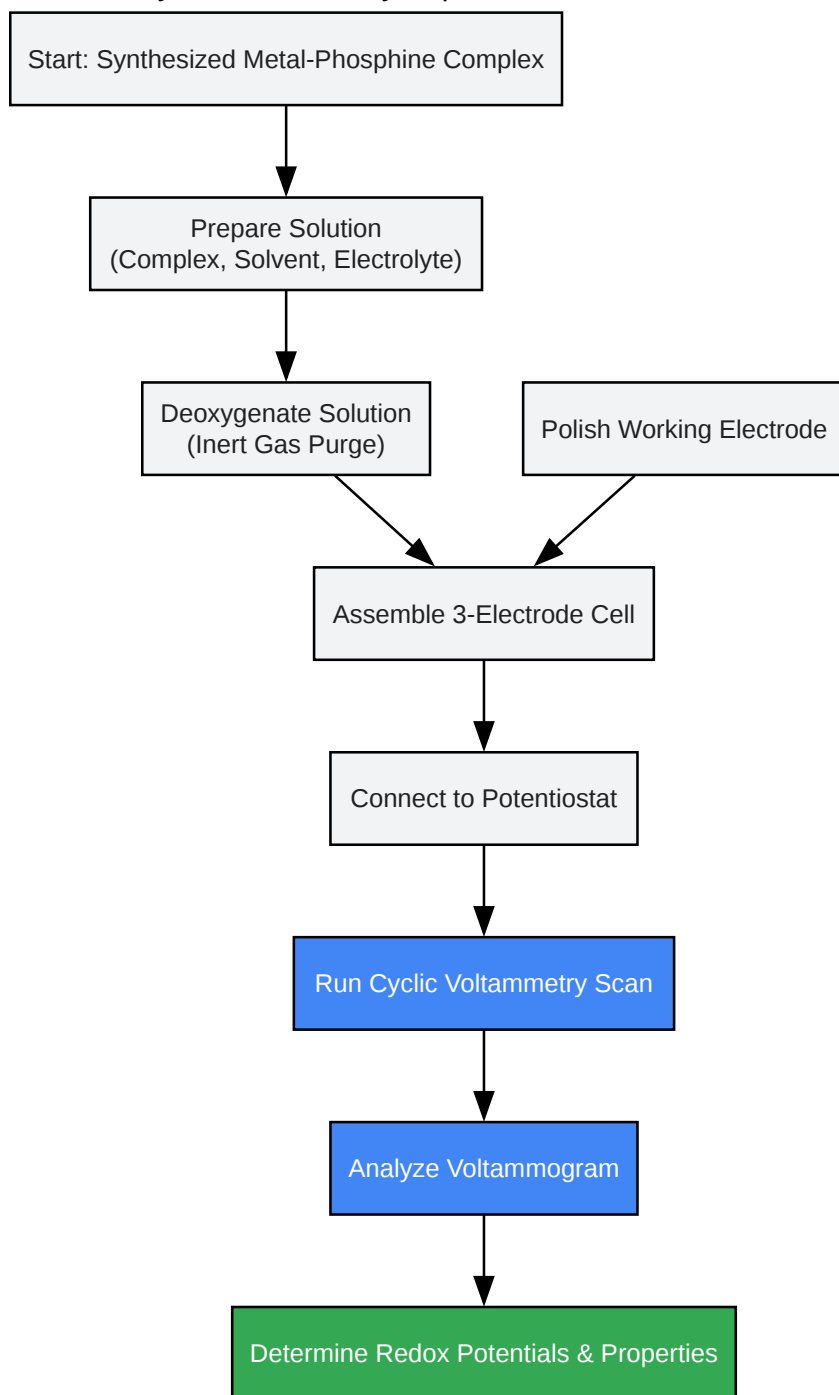 Start: Synthesized Metal-Phosphine Complex
Prepare Solution
(Complex, Solvent, Electrolyte)
Deoxygenate Solution
(Inert Gas Purge)
Polish Working Electrode
Assemble 3-Electrode Cell
Connect to Potentiostat
Run Cyclic Voltammetry Scan
Analyze Voltammogram
Determine Redox Potentials & Properties